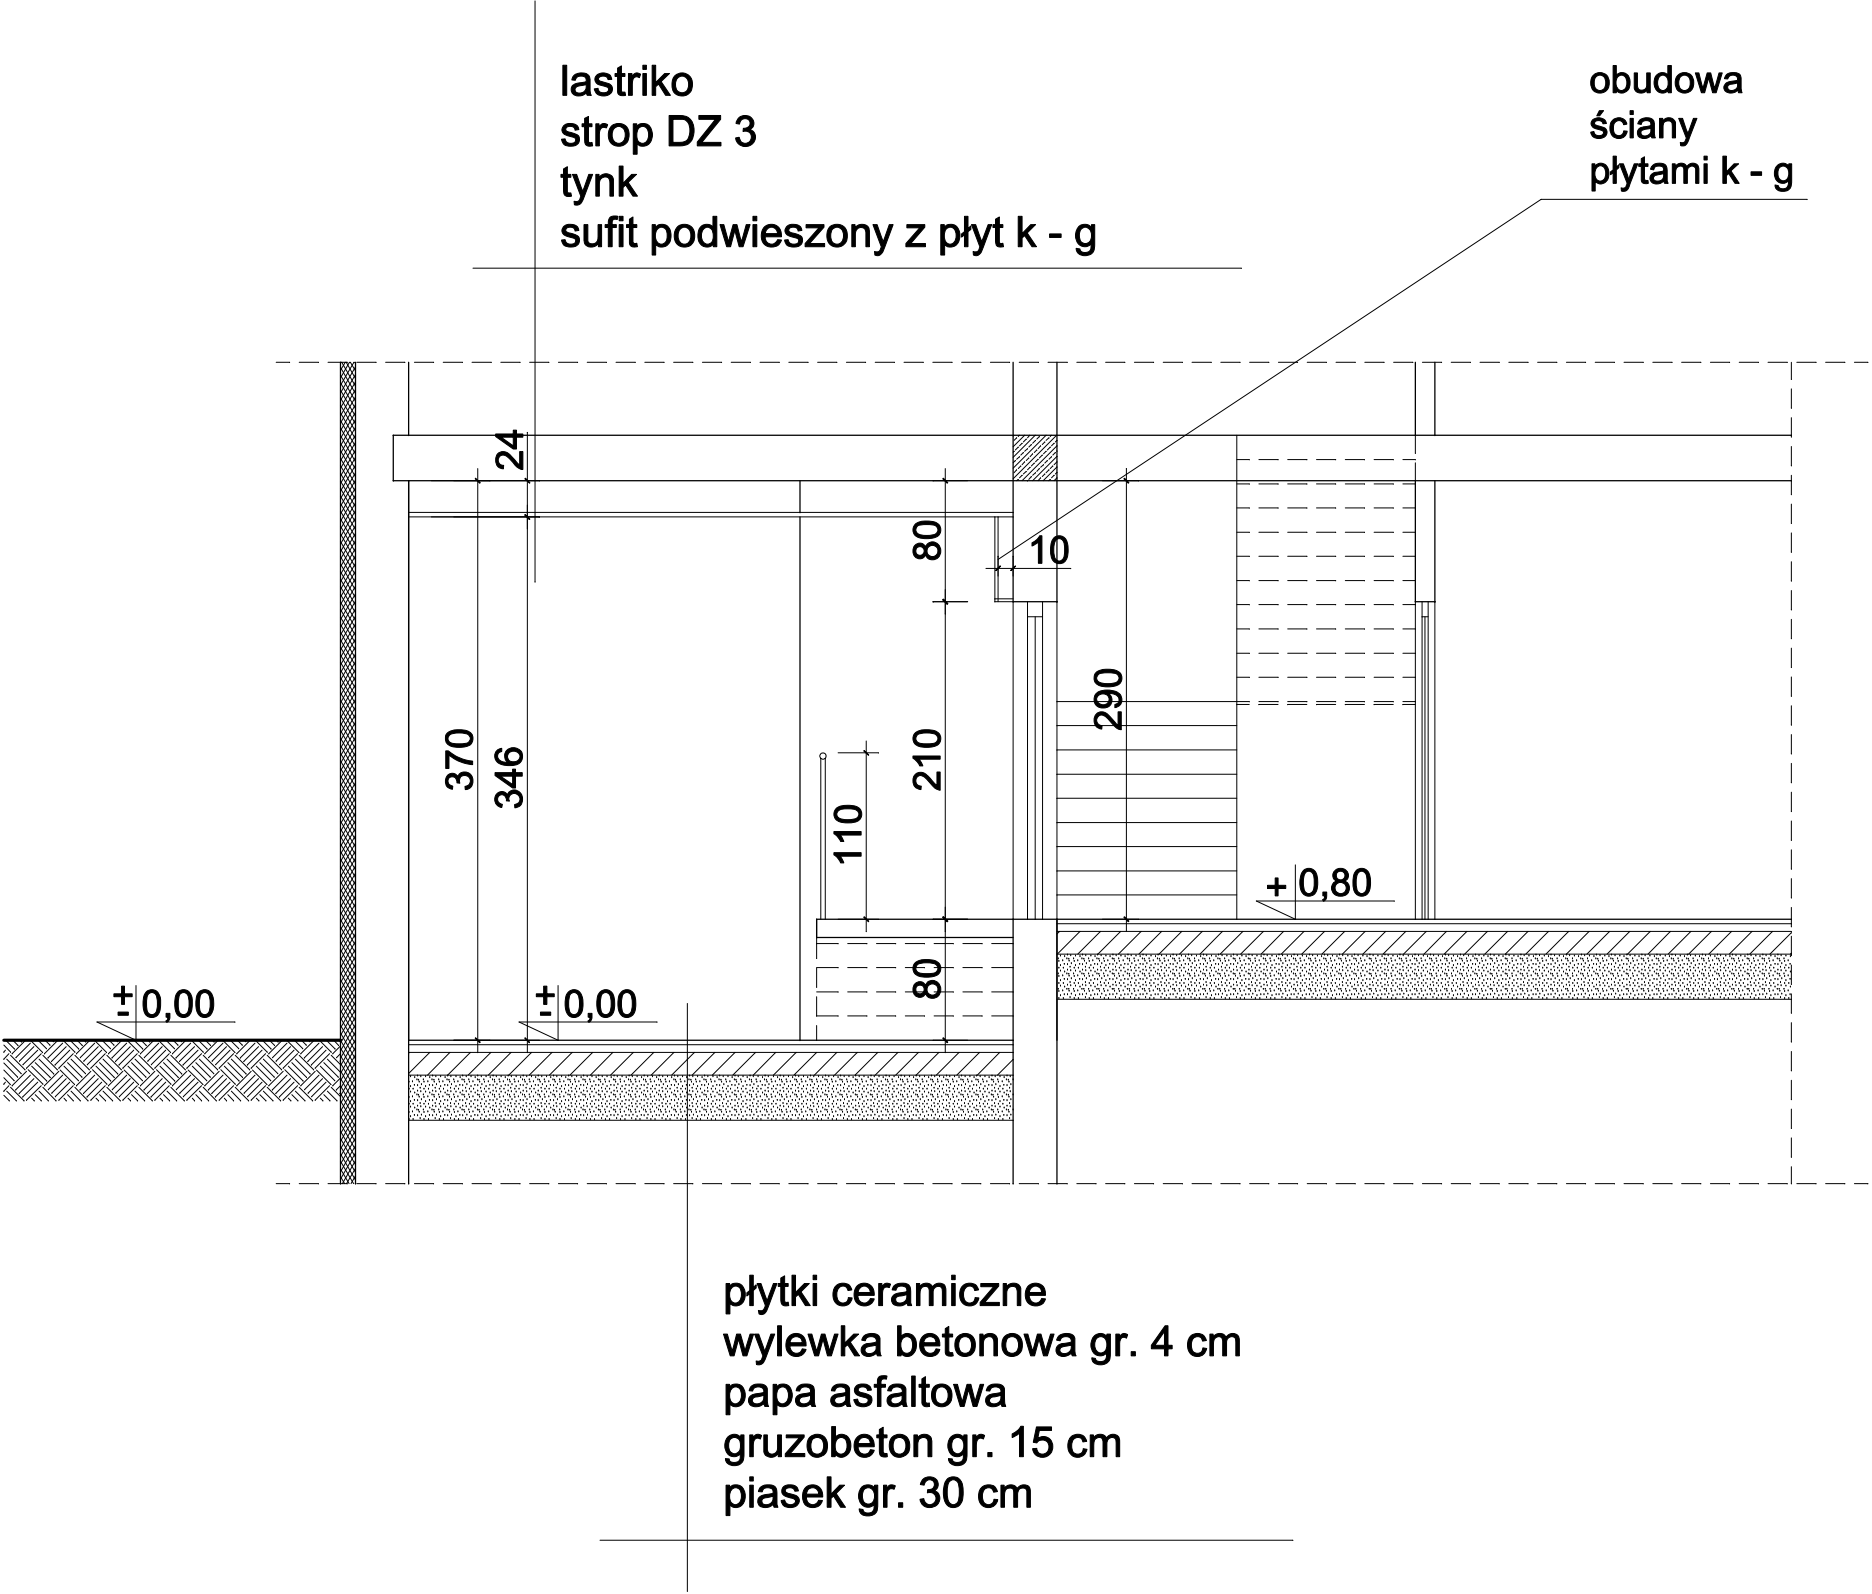 lastriko
strop DZ 3
tynk
sufit podwieszony z płyt k - g
obudowa
ściany
płytami k - g
24
80
10
370
346
210
290
110
+ 0,80
80
± 0,00
± 0,00
płytki ceramiczne
wylewka betonowa gr. 4 cm
papa asfaltowa
gruzobeton gr. 15 cm
piasek gr. 30 cm